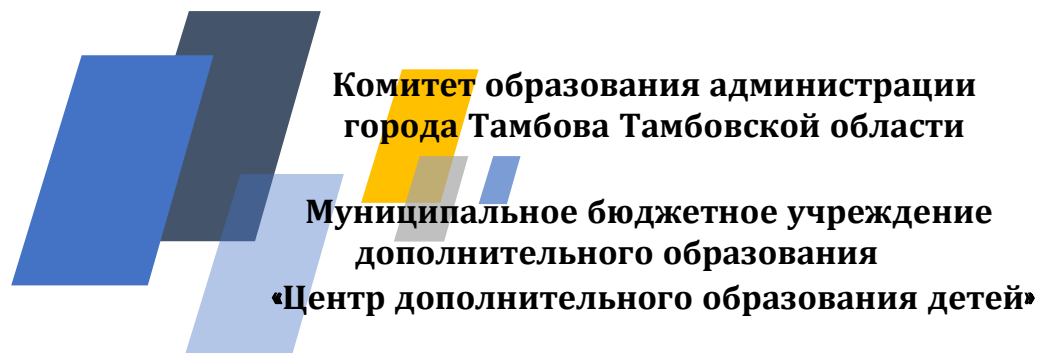 Комитет образования администрации
города Тамбова Тамбовской области
Муниципальное бюджетное учреждение
дополнительного образования
«Центр дополнительного образования детей»